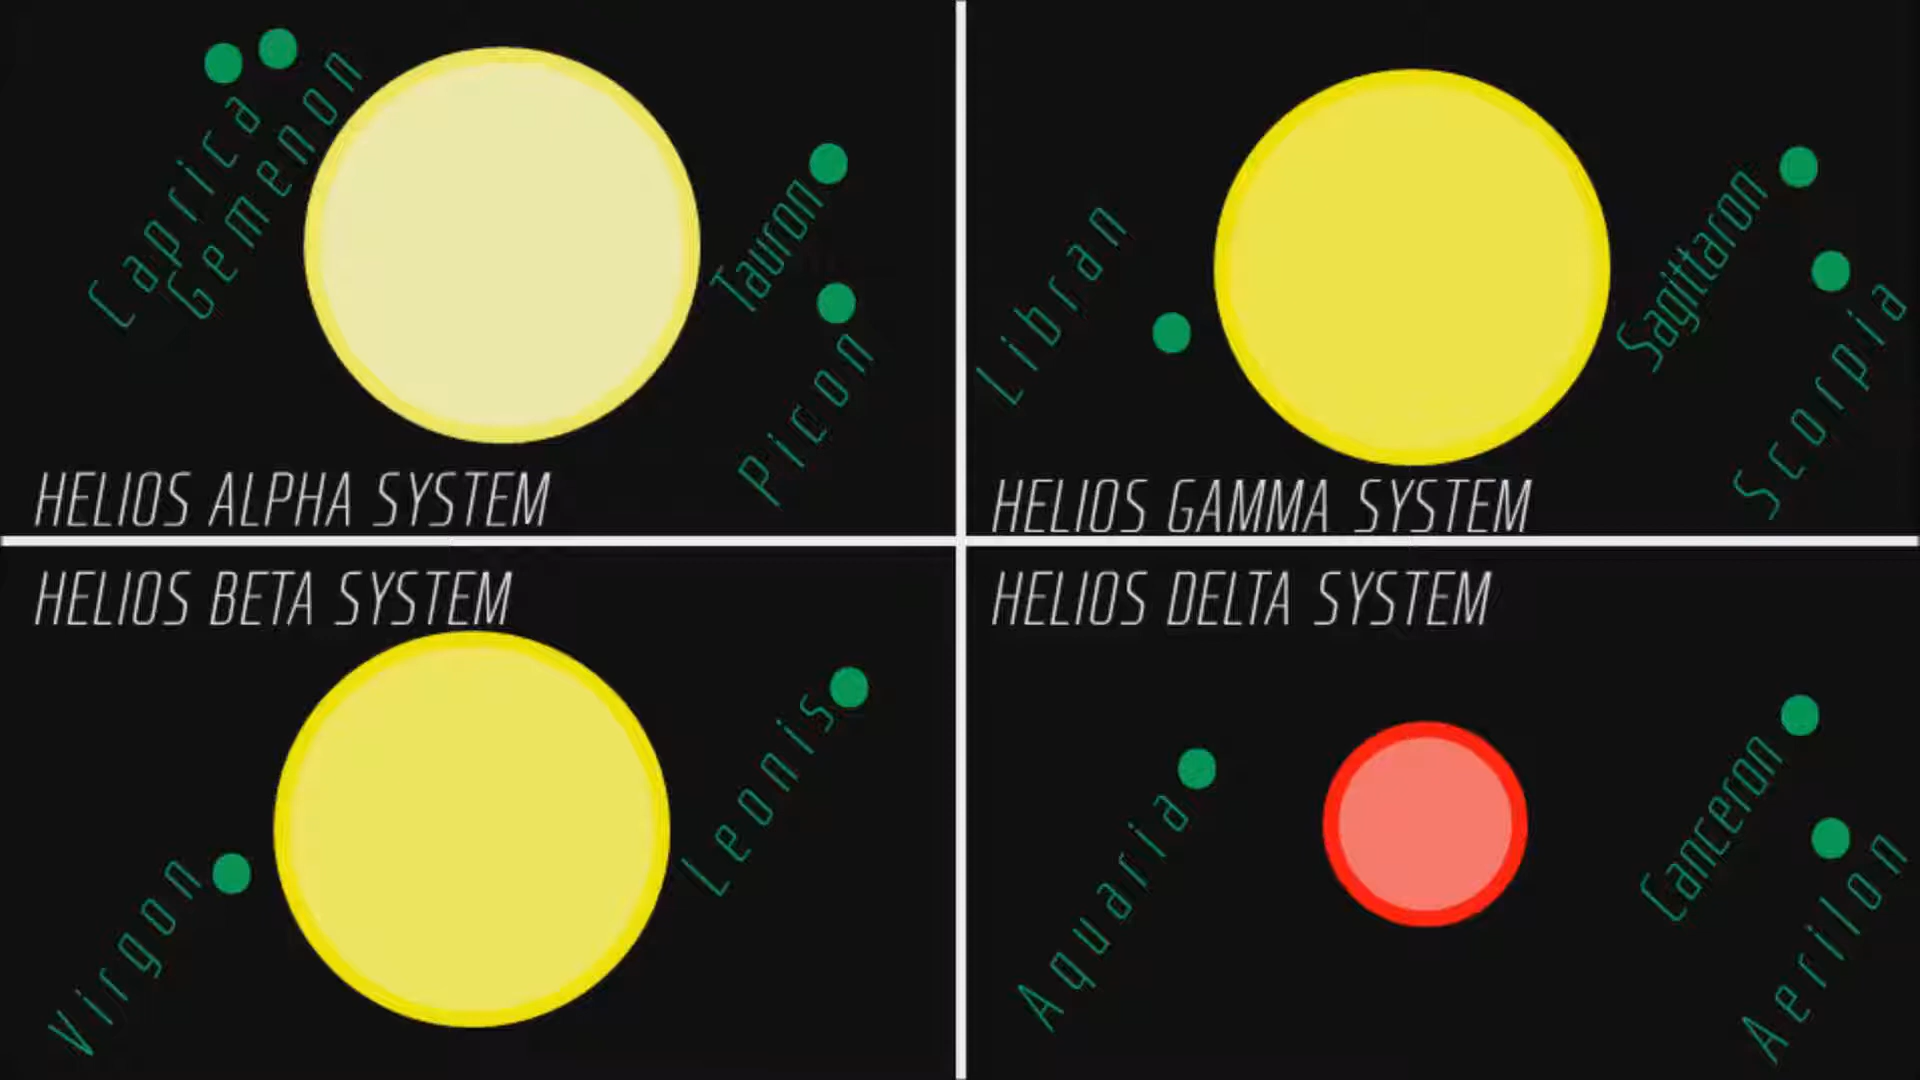 Caprica
Gemenon
Tauron
Picon
HELIOS ALPHA SYSTEM
Libran
Sagittaron
Scorpia
HELIOS GAMMA SYSTEM
HELIOS BETA SYSTEM
Leonis
Virgon
HELIOS DELTA SYSTEM
Aquaria
Canceron
Aerilon